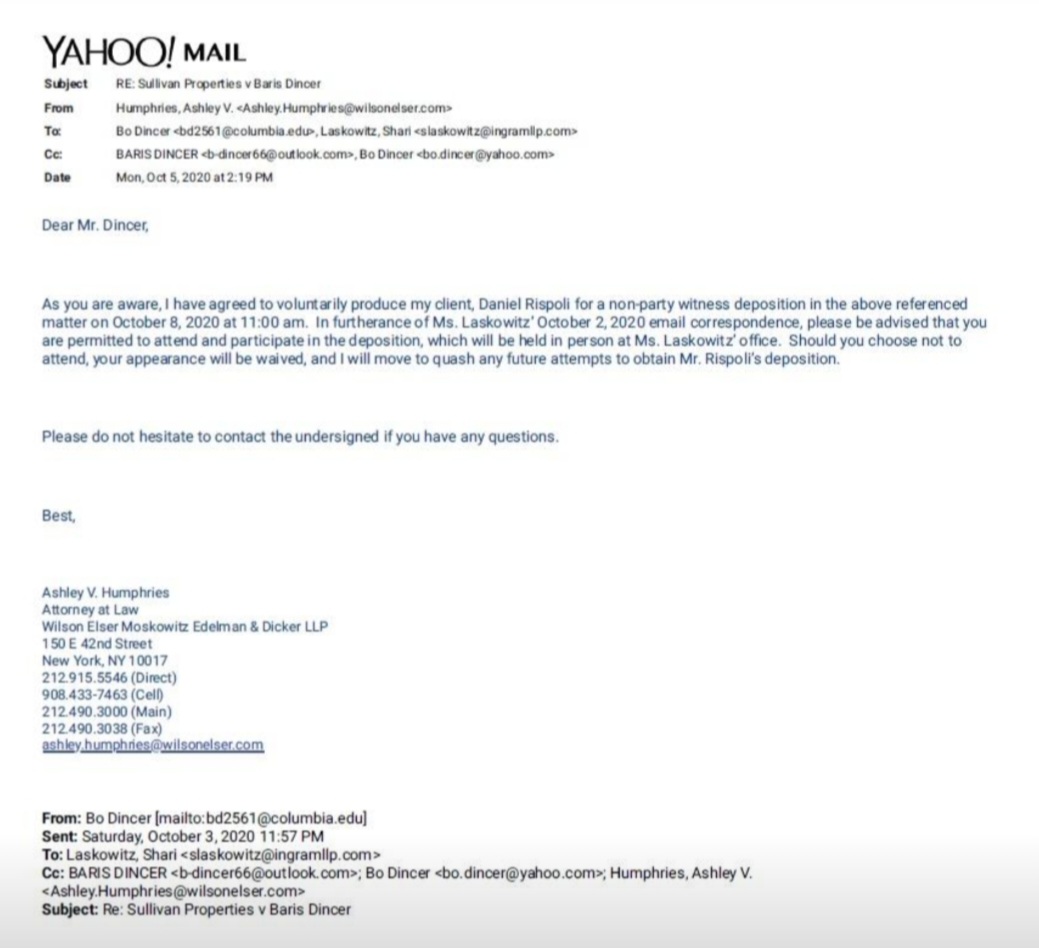 YAHOO! MAIL
Subject RE: Sullivan Properties v Baris Dincer
From Humphries, Ashley V. <Ashley.Humphries@wilsonelser.com>
To: Bo Dincer <bd2561@columbia.edu>, Laskowitz, Shari <slaskowitz@ingramllp.com>
Cc: BARIS DINCER <b-dincer66@outlook.com>, Bo Dincer <bo.dincer@yahoo.com>
Date Mon, Oct 5, 2020 at 2:19 PM
Dear Mr. Dincer,
As you are aware, I have agreed to voluntarily produce my client, Daniel Rispoli for a non-party witness deposition in the above referenced
matter on October 8, 2020 at 11:00 am. In furtherance of Ms. Laskowitz' October 2, 2020 email correspondence, please be advised that you
are permitted to attend and participate in the deposition, which will be held in person at Ms. Laskowitz' office. Should you choose not to
attend, your appearance will be waived, and I will move to quash any future attempts to obtain Mr. Rispoli's deposition.
Please do not hesitate to contact the undersigned if you have any questions.
Best,
Ashley V. Humphries
Attorney at Law
Wilson Elser Moskowitz Edelman & Dicker LLP
150 E 42nd Street
New York, NY 10017
212.915.5546 (Direct)
908.433-7463 (Cell)
212.490.3000 (Main)
212.490.3038 (Fax)
ashley.humphries@wilsonelser.com
From: Bo Dincer [mailto:bd2561@columbia.edu]
Sent: Saturday, October 3, 2020 11:57 PM
To: Laskowitz, Shari <slaskowitz@ingramllp.com>
Cc: BARIS DINCER <b-dincer66@outlook.com>; Bo Dincer <bo.dincer@yahoo.com>; Humphries, Ashley V.
<Ashley.Humphries@wilsonelser.com>
Subject: Re: Sullivan Properties v Baris Dincer